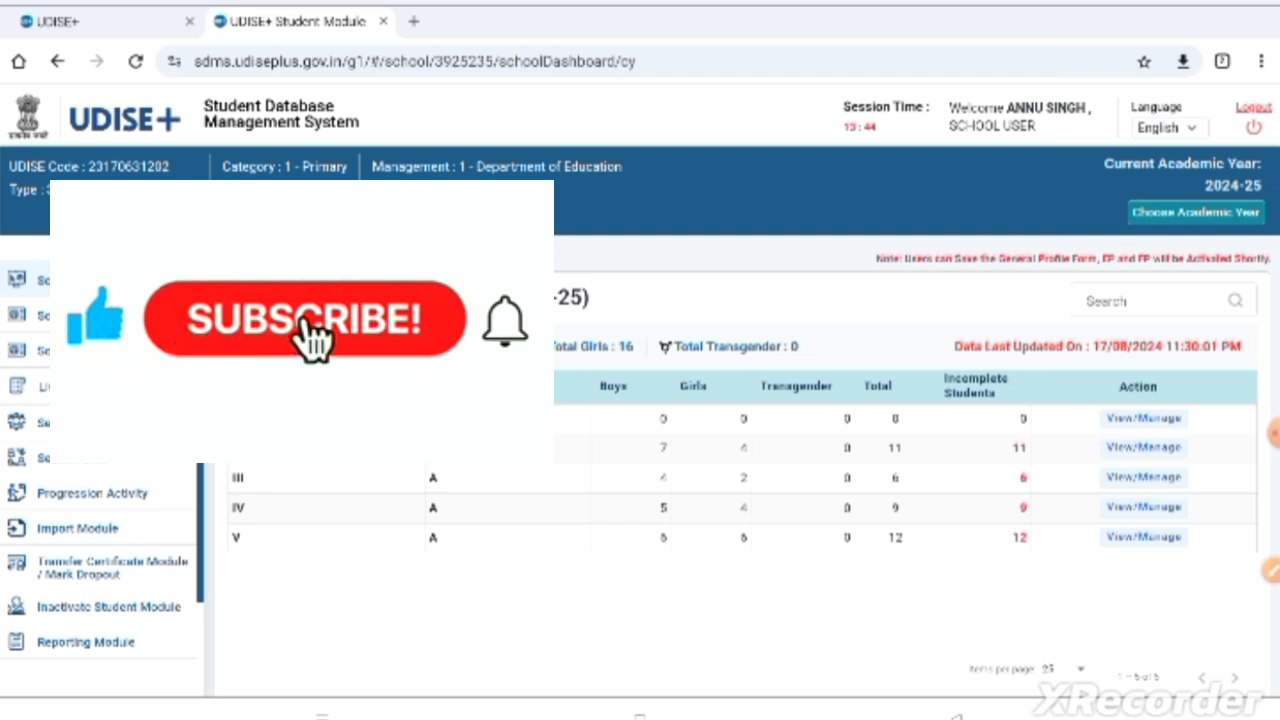 UDISE+
UDISE+ Student Module
sdms.udiseplus.gov.in/g1/#/school/3925235/schoolDashboard/cy
UDISE+
Student Database
Management System
Session Time :
13:44
Welcome ANNU SINGH ,
SCHOOL USER
Language
English
Logout
UDISE Code : 23170631202
Category : 1 - Primary
Management : 1 - Department of Education
Type :
Current Academic Year:
2024-25
Choose Academic Year
Note: Users can Save the General Profile Form, EP and FP will be Activated Shortly.
SUBSCRIBE!
-25)
Search
Total Girls : 16
Total Transgender : 0
Data Last Updated On : 17/08/2024 11:30:01 PM
Boys Girls Transgender Total Incomplete Students Action
0 0 0 0 0 View/Manage
7 4 0 11 11 View/Manage
III A 4 2 0 6 6 View/Manage
IV A 5 4 0 9 9 View/Manage
V A 6 6 0 12 12 View/Manage
Progression Activity
Import Module
Transfer Certificate Module
/ Mark Dropout
Inactivate Student Module
Reporting Module
Items per page: 25
1 – 5 of 5
XRecorder